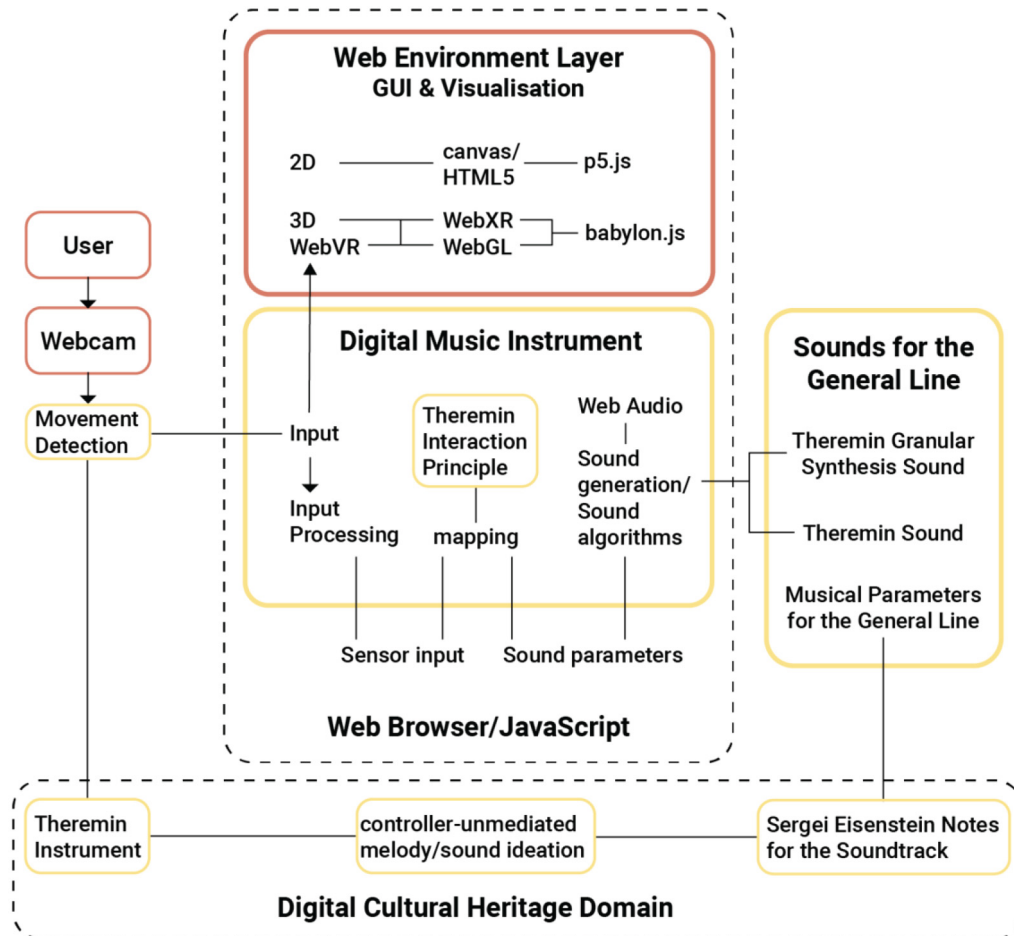 Web Environment Layer
GUI & Visualisation
2D
canvas/
HTML5
p5.js
3D
WebVR
WebXR
WebGL
babylon.js
User
Webcam
Movement
Detection
Digital Music Instrument
Input
Input
Processing
Theremin
Interaction
Principle
mapping
Web Audio
Sound
generation/
Sound
algorithms
Sensor input
Sound parameters
Web Browser/JavaScript
Sounds for the
General Line
Theremin Granular
Synthesis Sound
Theremin Sound
Musical Parameters
for the General Line
Theremin
Instrument
controller-unmediated
melody/sound ideation
Sergei Eisenstein Notes
for the Soundtrack
Digital Cultural Heritage Domain